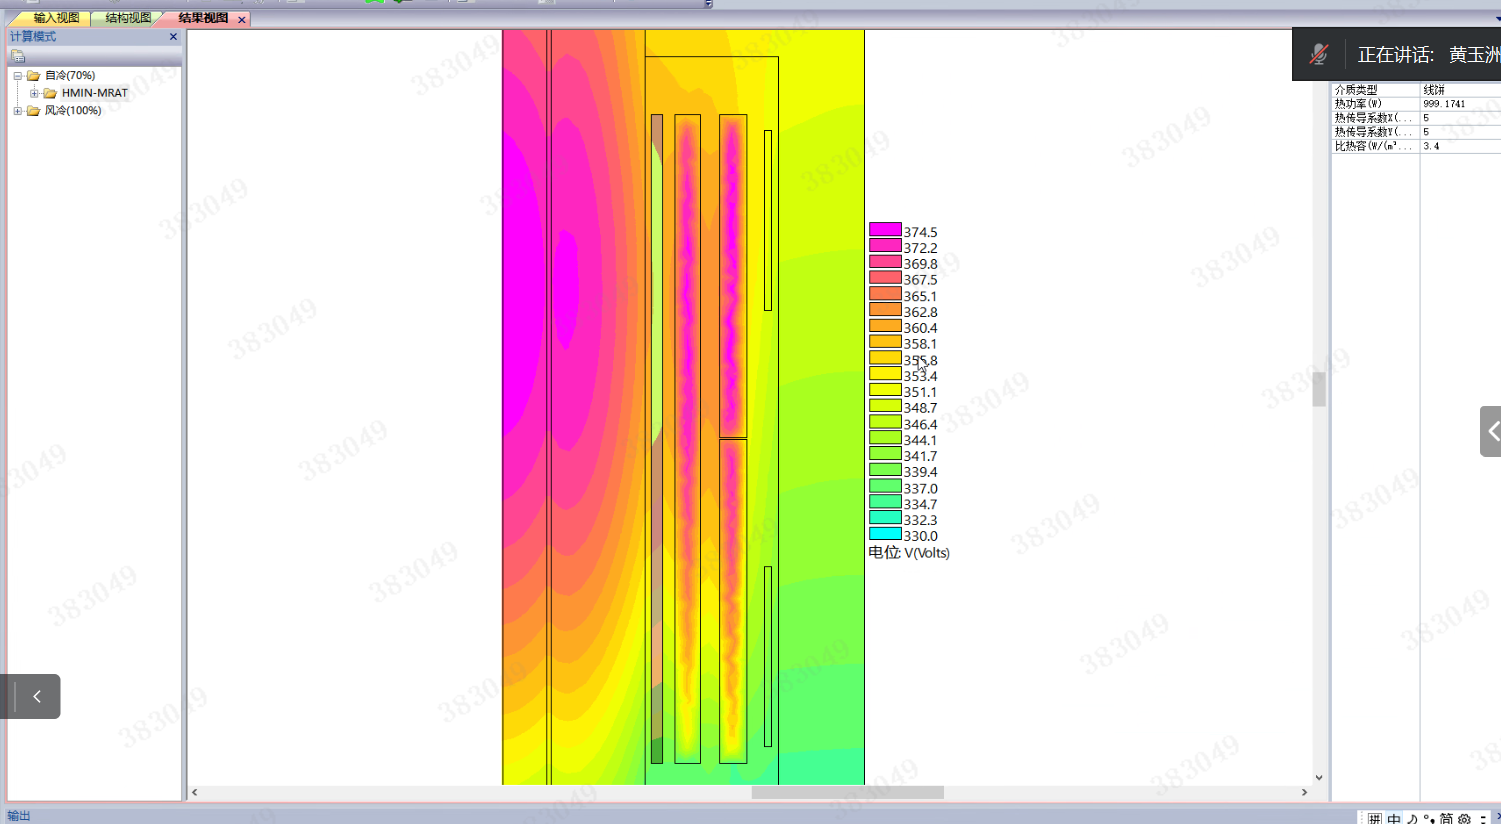 输入视图 结构视图 结果视图
计算模式
自冷(70%)
HMIN-MRAT
风冷(100%)
正在讲话: 黄玉洲
介质类型 线饼
热功率(W) 999.1741
热传导系数X(... 5
热传导系数Y(... 5
比热容(W/(m³... 3.4
374.5
372.2
369.8
367.5
365.1
362.8
360.4
358.1
355.8
353.4
351.1
348.7
346.4
344.1
341.7
339.4
337.0
334.7
332.3
330.0
电位: V(Volts)
383049
输出
拼 中 简